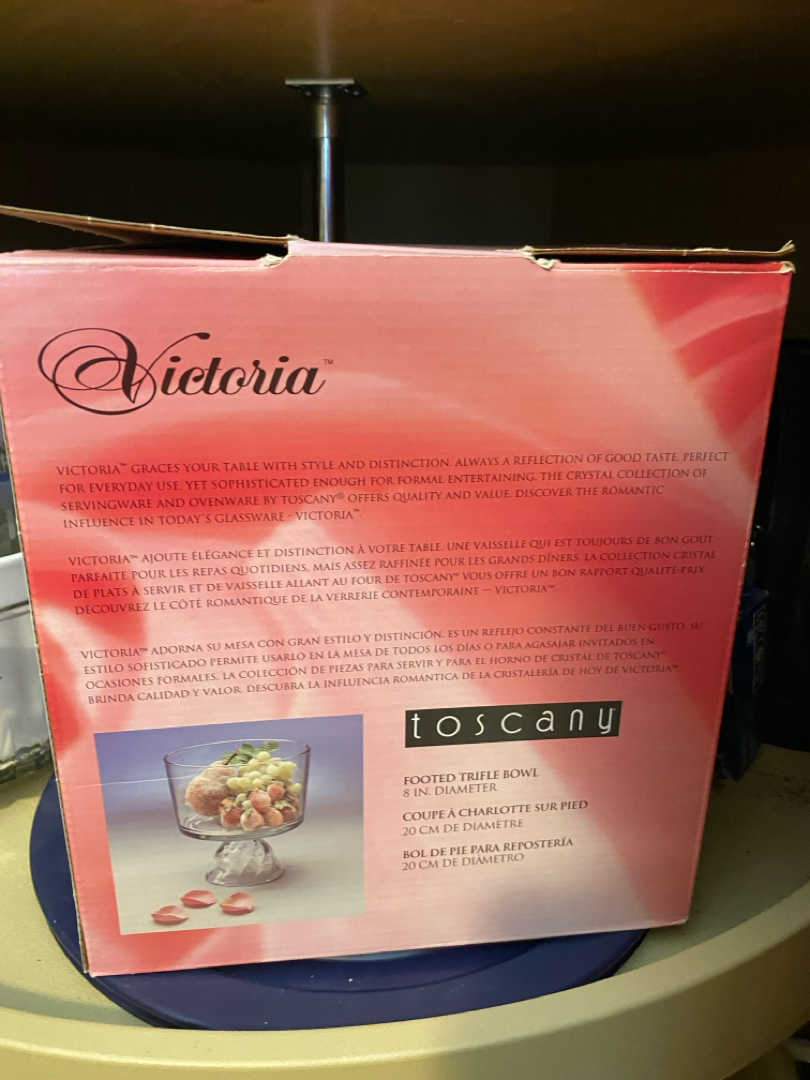 Victoria™
VICTORIA™ GRACES YOUR TABLE WITH STYLE AND DISTINCTION. ALWAYS A REFLECTION OF GOOD TASTE. PERFECT
FOR EVERYDAY USE, YET SOPHISTICATED ENOUGH FOR FORMAL ENTERTAINING. THE CRYSTAL COLLECTION OF
SERVINGWARE AND OVENWARE BY TOSCANY® OFFERS QUALITY AND VALUE. DISCOVER THE ROMANTIC
INFLUENCE IN TODAY'S GLASSWARE - VICTORIA™.
VICTORIA™ AJOUTE ÉLÉGANCE ET DISTINCTION À VOTRE TABLE. UNE VAISSELLE QUI EST TOUJOURS DE BON GOÛT
PARFAITE POUR LES REPAS QUOTIDIENS, MAIS ASSEZ RAFFINÉE POUR LES GRANDS DÎNERS. LA COLLECTION CRISTAL
DE PLATS À SERVIR ET DE VAISSELLE ALLANT AU FOUR DE TOSCANY® VOUS OFFRE UN BON RAPPORT QUALITÉ-PRIX.
DÉCOUVREZ LE CÔTÉ ROMANTIQUE DE LA VERRERIE CONTEMPORAINE — VICTORIA™.
VICTORIA™ ADORNA SU MESA CON GRAN ESTILO Y DISTINCIÓN. ES UN REFLEJO CONSTANTE DEL BUEN GUSTO. SU
ESTILO SOFISTICADO PERMITE USARLO EN LA MESA DE TODOS LOS DÍAS O PARA AGASAJAR INVITADOS EN
OCASIONES FORMALES. LA COLECCIÓN DE PIEZAS PARA SERVIR Y PARA EL HORNO DE CRISTAL DE TOSCANY®
BRINDA CALIDAD Y VALOR. DESCUBRA LA INFLUENCIA ROMÁNTICA DE LA CRISTALERÍA DE HOY DE VICTORIA™
toscany®
FOOTED TRIFLE BOWL
8 IN. DIAMETER
COUPE À CHARLOTTE SUR PIED
20 CM DE DIAMÈTRE
BOL DE PIE PARA REPOSTERÍA
20 CM DE DIÁMETRO